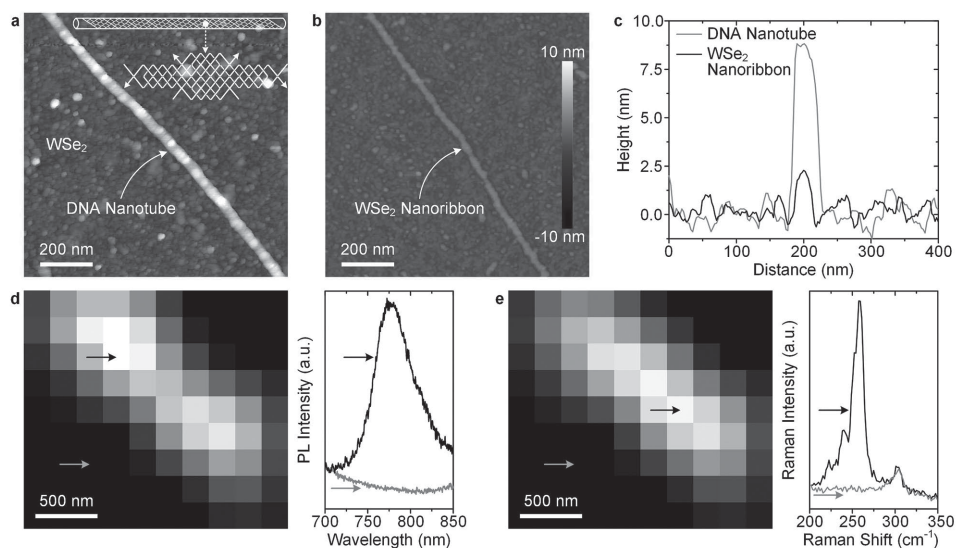 a
WSe₂
DNA Nanotube
200 nm
b
10 nm
WSe₂ Nanoribbon
-10 nm
200 nm
c
10.0
7.5
5.0
2.5
0.0
Height (nm)
DNA Nanotube
WSe₂
Nanoribbon
0 100 200 300 400
Distance (nm)
d
500 nm
PL Intensity (a.u.)
700 750 800 850
Wavelength (nm)
e
500 nm
Raman Intensity (a.u.)
200 250 300 350
Raman Shift (cm⁻¹)